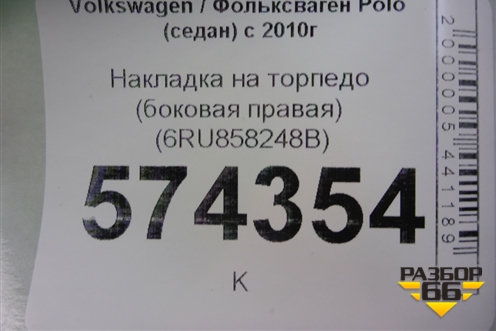 Volkswagen / Фольксваген Polo
(седан) с 2010г
Накладка на торпедо
(боковая правая)
(6RU858248B)
574354
К
2000005441189
РАЗБОР
66